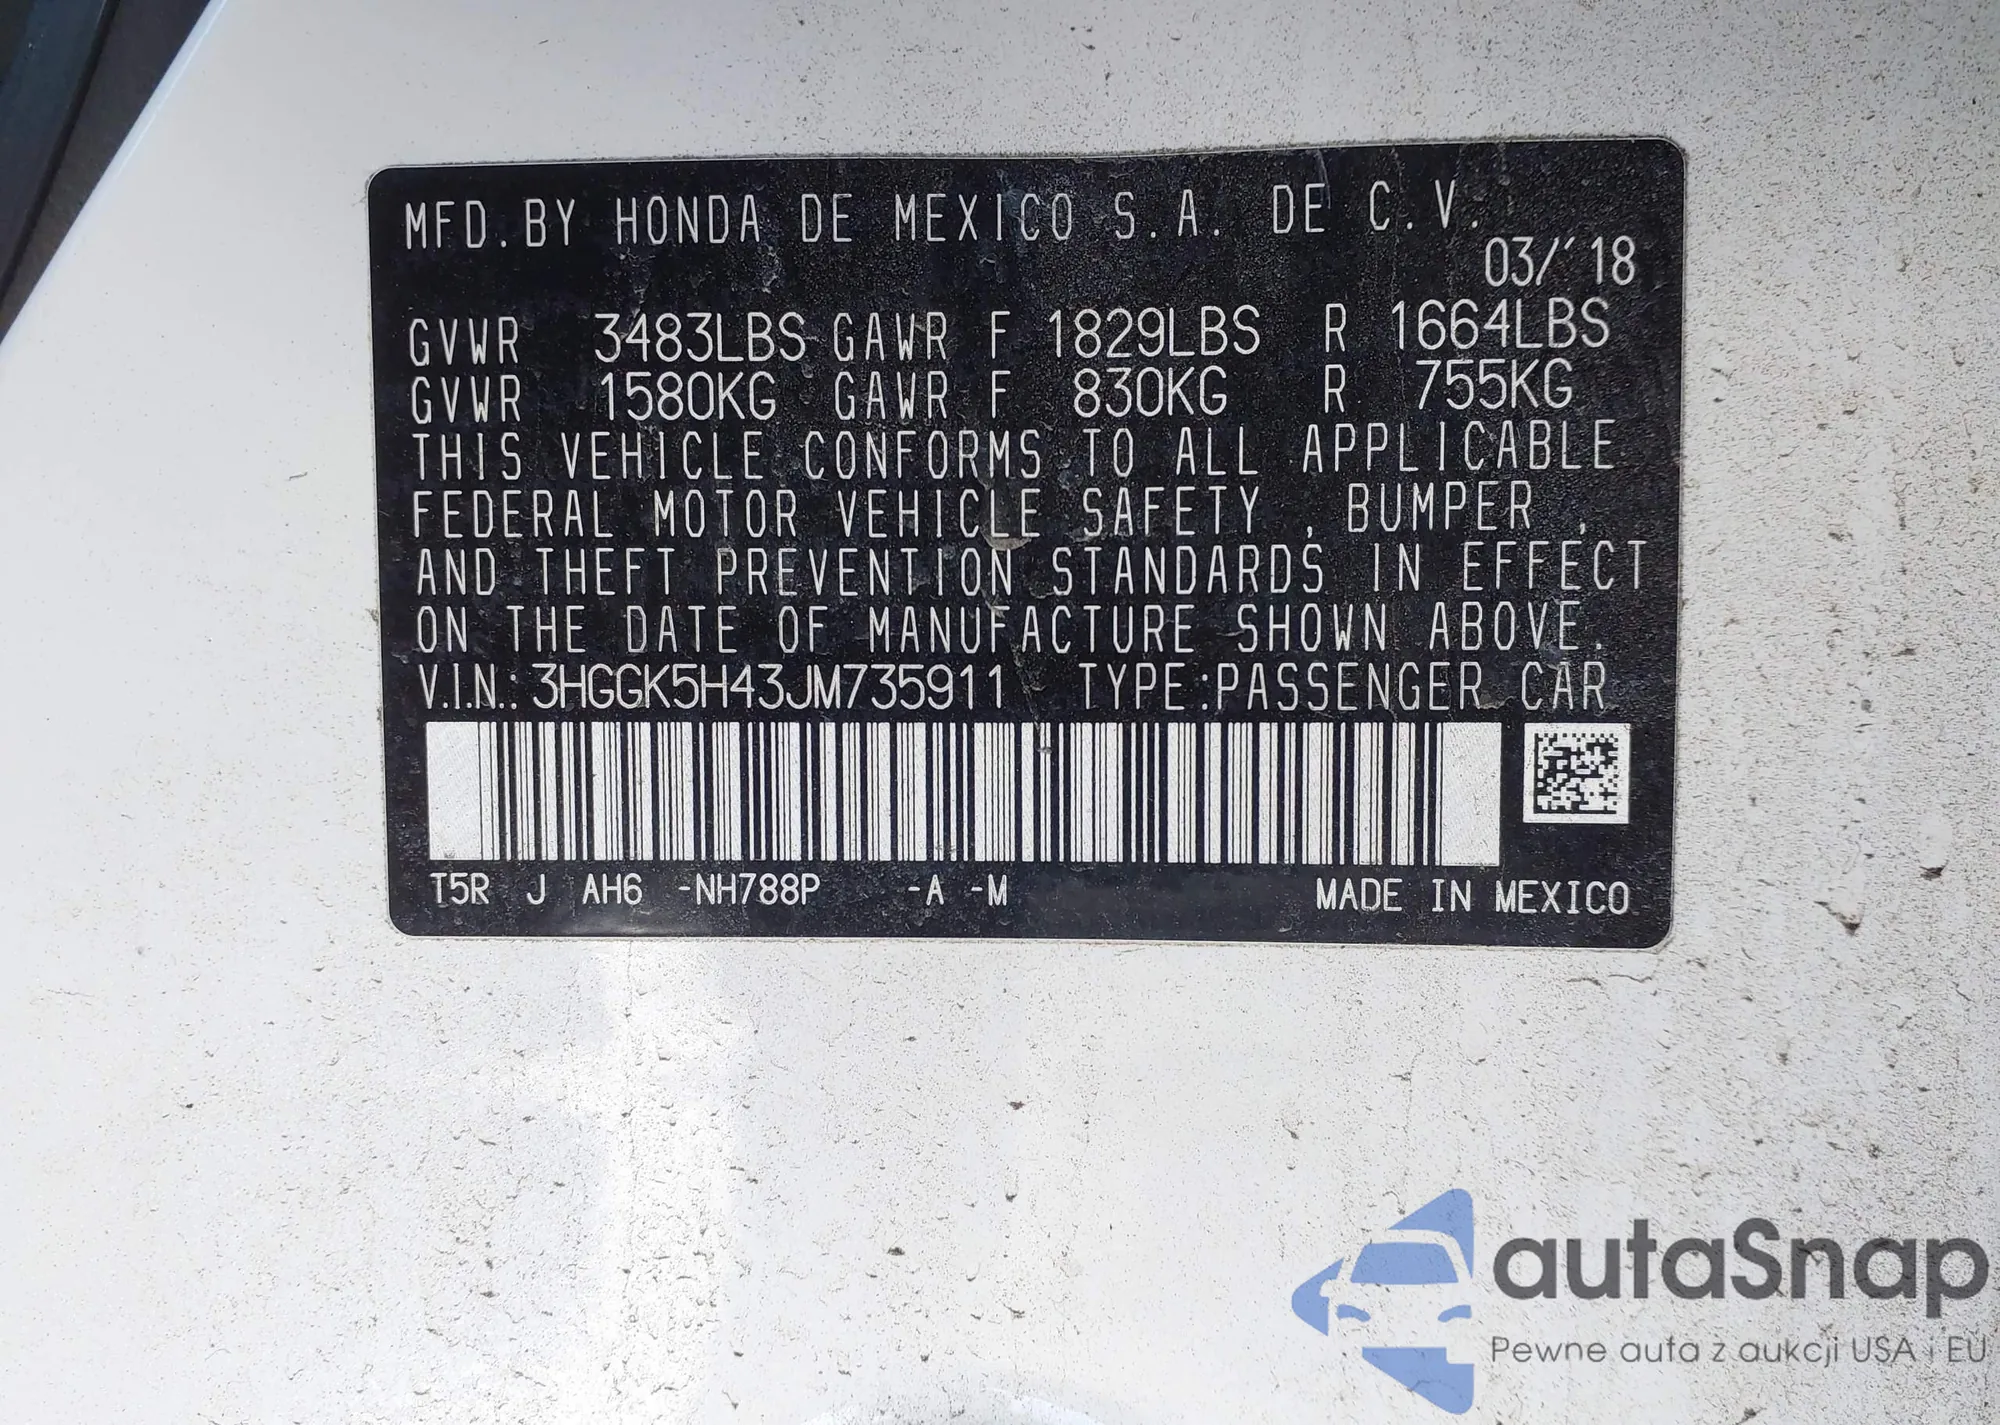 MFD. BY HONDA DE MEXICO S.A. DE C.V.
03/'18
GVWR 3483LBS GAWR F 1829LBS R 1664LBS
GVWR 1580KG GAWR F 830KG R 755KG
THIS VEHICLE CONFORMS TO ALL APPLICABLE
FEDERAL MOTOR VEHICLE SAFETY , BUMPER ,
AND THEFT PREVENTION STANDARDS IN EFFECT
ON THE DATE OF MANUFACTURE SHOWN ABOVE.
V.I.N.: 3HGGK5H43JM735911 TYPE:PASSENGER CAR
T5R J AH6 -NH788P -A -M MADE IN MEXICO
autaSnap
Pewne auta z aukcji USA i EU